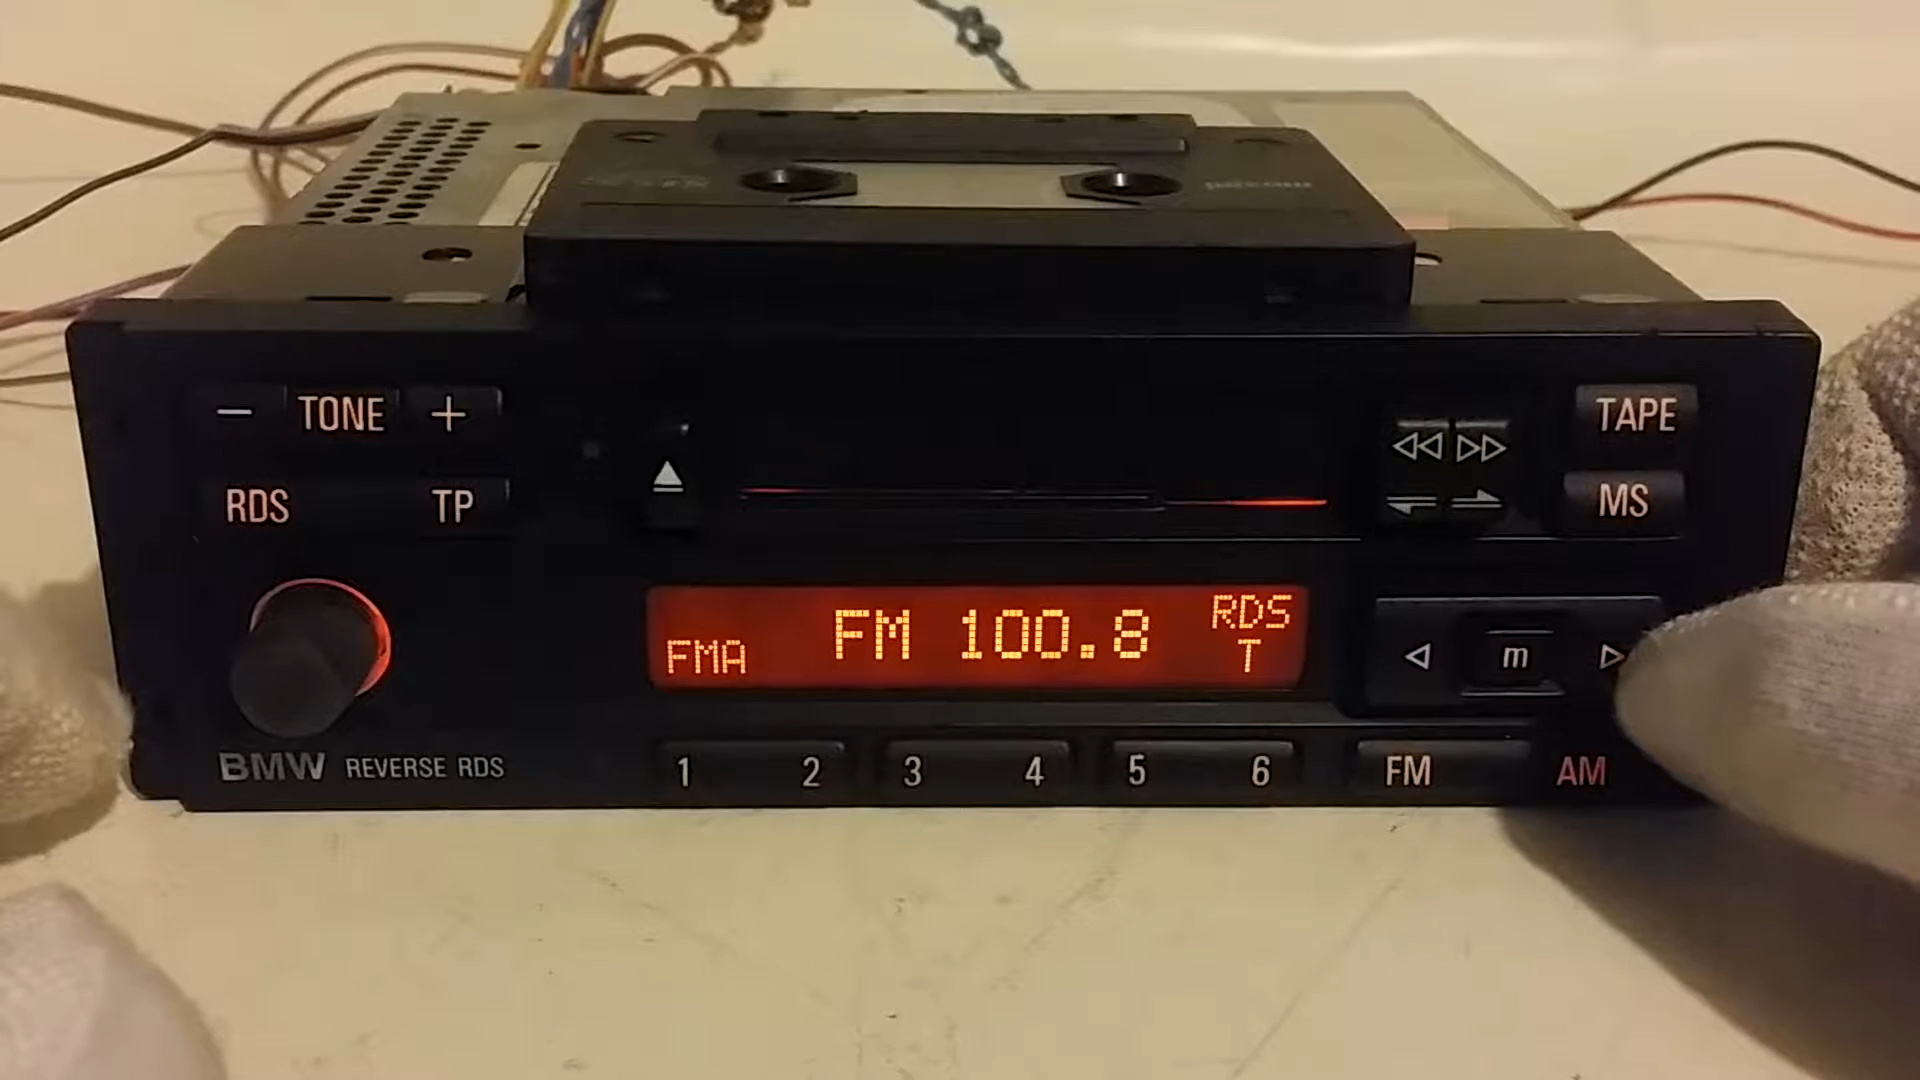 − TONE +
TAPE
RDS TP
MS
FMA FM 100.8 RDS
T
m
BMW REVERSE RDS
1 2 3 4 5 6 FM AM